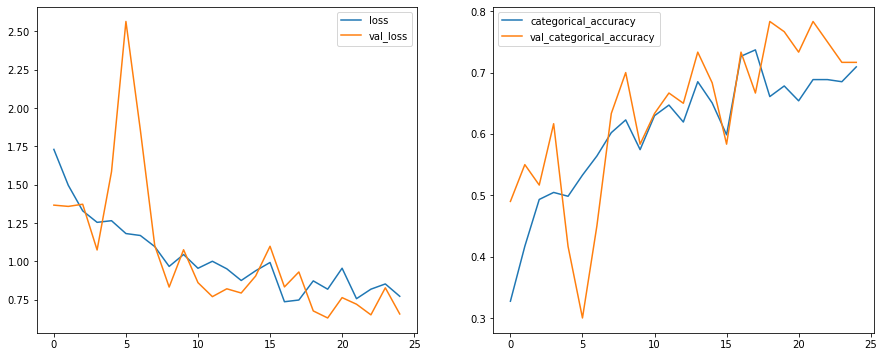 loss
val_loss
2.50
2.25
2.00
1.75
1.50
1.25
1.00
0.75
0 5 10 15 20 25
categorical_accuracy
val_categorical_accuracy
0.8
0.7
0.6
0.5
0.4
0.3
0 5 10 15 20 25